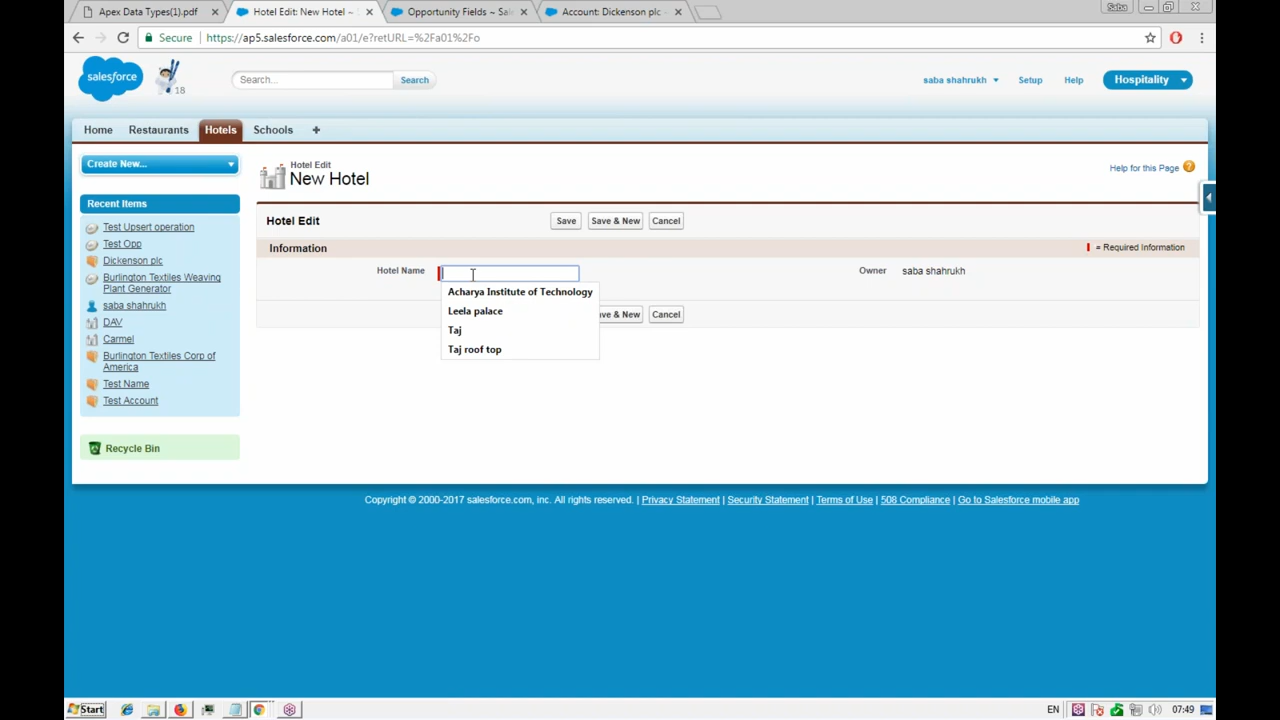 Apex Data Types(1).pdf
Hotel Edit: New Hotel ~
Opportunity Fields ~ Sale
Account: Dickenson plc ~
Saba
Secure
https://ap5.salesforce.com/a01/e?retURL=%2Fa01%2Fo
salesforce
18
Search...
Search
saba shahrukh
Setup
Help
Hospitality
Home
Restaurants
Hotels
Schools
+
Create New...
Hotel Edit
New Hotel
Help for this Page
?
Recent Items
Test Upsert operation
Test Opp
Dickenson plc
Burlington Textiles Weaving
Plant Generator
saba shahrukh
DAV
Carmel
Burlington Textiles Corp of
America
Test Name
Test Account
Recycle Bin
Hotel Edit
Save
Save & New
Cancel
Information
= Required Information
Hotel Name
Owner
saba shahrukh
Acharya Institute of Technology
Leela palace
Taj
Taj roof top
ve & New
Cancel
Copyright © 2000-2017 salesforce.com, inc. All rights reserved. | Privacy Statement | Security Statement | Terms of Use | 508 Compliance | Go to Salesforce mobile app
Start
EN
07:49